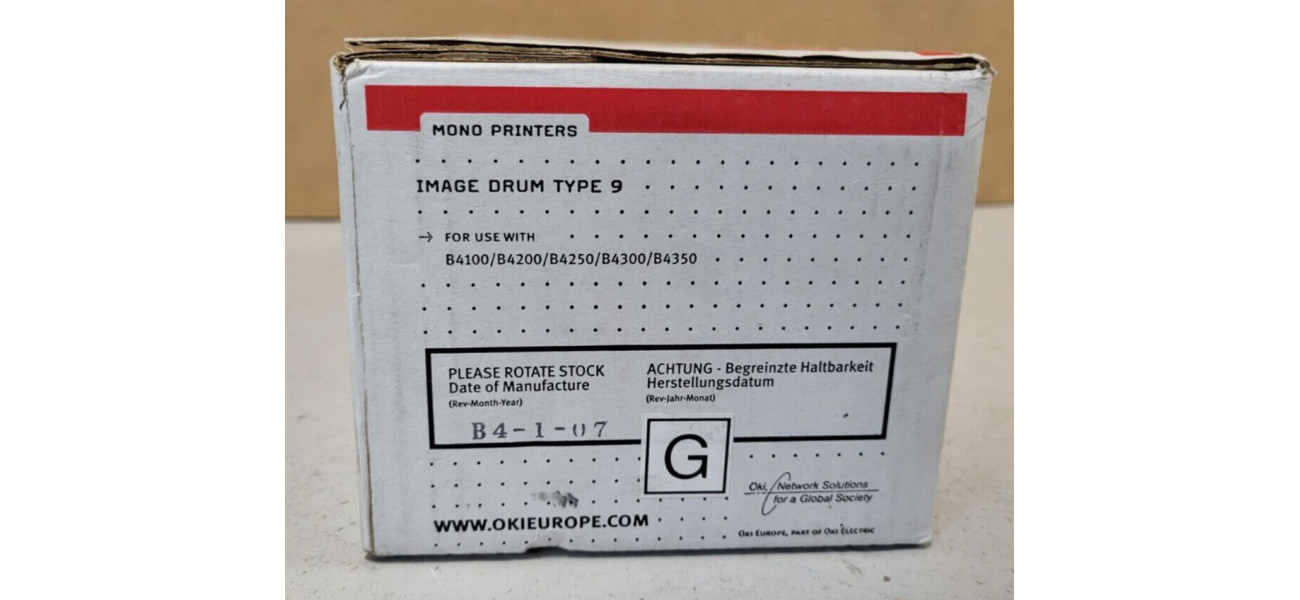 MONO PRINTERS
IMAGE DRUM TYPE 9
FOR USE WITH
B4100/B4200/B4250/B4300/B4350
PLEASE ROTATE STOCK
Date of Manufacture
(Rev-Month-Year)
B4-1-07
ACHTUNG - Begreinzte Haltbarkeit
Herstellungsdatum
(Rev-Jahr-Monat)
G
Oki, Network Solutions
for a Global Society
WWW.OKIEUROPE.COM
OKI EUROPE, PART OF OKI ELECTRIC